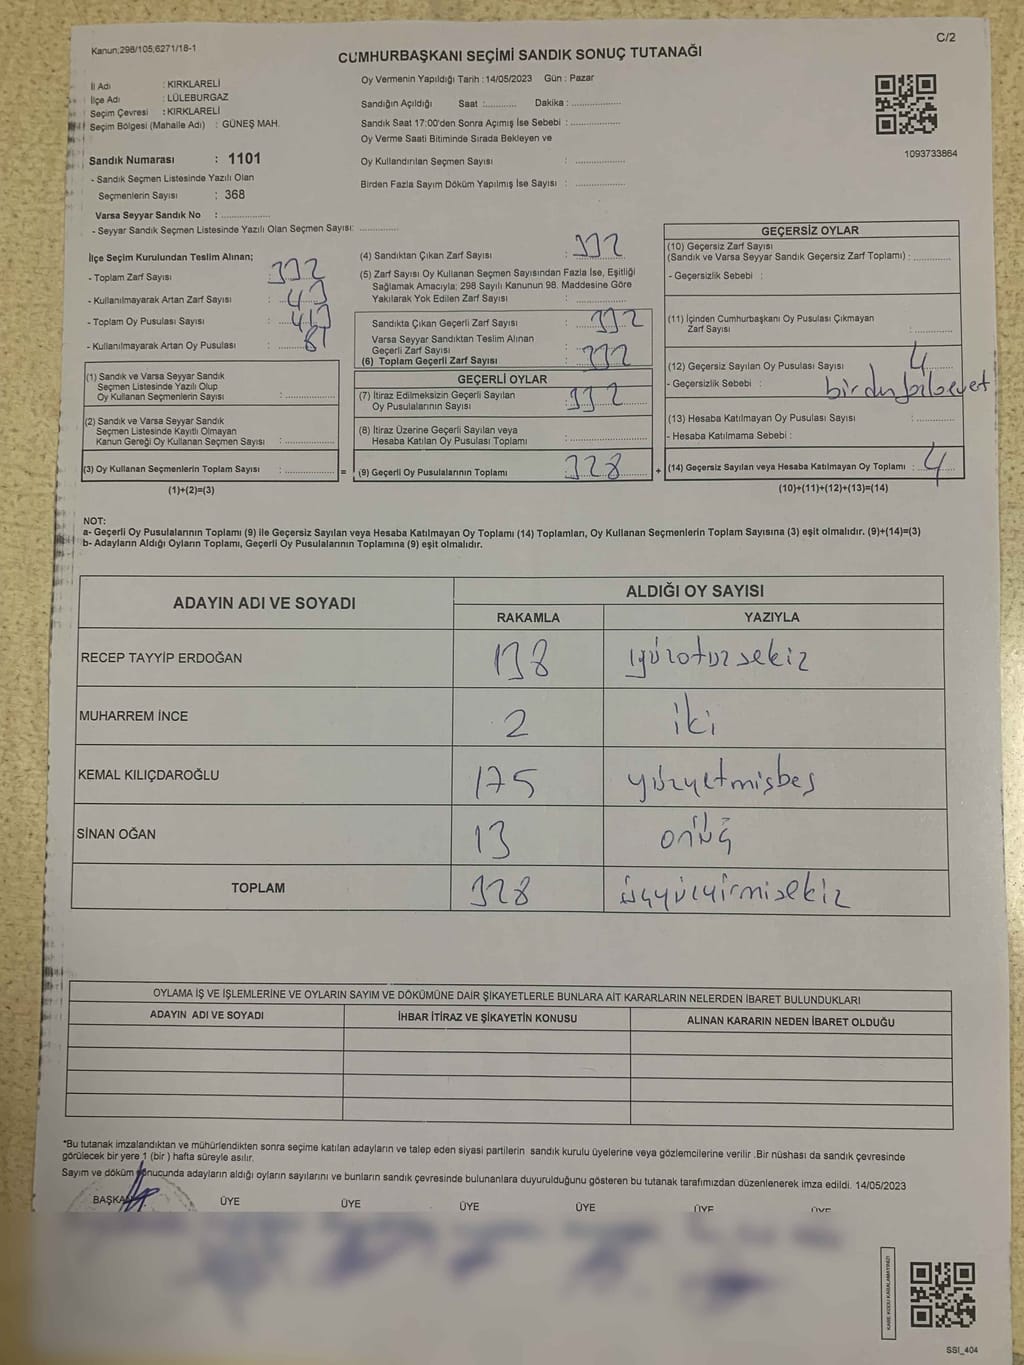 Kanun;298/105;6271/18-1
C/2
CUMHURBAŞKANI SEÇİMİ SANDIK SONUÇ TUTANAĞI
İl Adı : KIRKLARELİ
İlçe Adı : LÜLEBURGAZ
Seçim Çevresi : KIRKLARELİ
Seçim Bölgesi (Mahalle Adı) : GÜNEŞ MAH.
Sandık Numarası : 1101
- Sandık Seçmen Listesinde Yazılı Olan
Seçmenlerin Sayısı : 368
Varsa Seyyar Sandık No : ..................
- Seyyar Sandık Seçmen Listesinde Yazılı Olan Seçmen Sayısı: ..............
Oy Vermenin Yapıldığı Tarih : 14/05/2023 Gün : Pazar
Sandığın Açıldığı Saat :........... Dakika : ..................
Sandık Saat 17:00'den Sonra Açımış İse Sebebi : ..................
Oy Verme Saati Bitiminde Sırada Bekleyen ve
Oy Kullandırılan Seçmen Sayısı : ..................
Birden Fazla Sayım Döküm Yapılmış İse Sayısı : ..................
1093733864
İlçe Seçim Kurulundan Teslim Alınan;
- Toplam Zarf Sayısı : 332
- Kullanılmayarak Artan Zarf Sayısı : 43
- Toplam Oy Pusulası Sayısı : 413
- Kullanılmayarak Artan Oy Pusulası : 81
(1) Sandık ve Varsa Seyyar Sandık
Seçmen Listesinde Yazılı Olup
Oy Kullanan Seçmenlerin Sayısı : ..................
(2) Sandık ve Varsa Seyyar Sandık
Seçmen Listesinde Kayıtlı Olmayan
Kanun Gereği Oy Kullanan Seçmen Sayısı : ..................
(3) Oy Kullanan Seçmenlerin Toplam Sayısı : ..................
(1)+(2)=(3)
(4) Sandıktan Çıkan Zarf Sayısı : 332
(5) Zarf Sayısı Oy Kullanan Seçmen Sayısından Fazla İse, Eşitliği
Sağlamak Amacıyla; 298 Sayılı Kanunun 98. Maddesine Göre
Yakılarak Yok Edilen Zarf Sayısı : ..................
Sandıkta Çıkan Geçerli Zarf Sayısı : 332
Varsa Seyyar Sandıktan Teslim Alınan
Geçerli Zarf Sayısı
(6) Toplam Geçerli Zarf Sayısı : 332
GEÇERLİ OYLAR
(7) İtiraz Edilmeksizin Geçerli Sayılan
Oy Pusulalarının Sayısı : 332
(8) İtiraz Üzerine Geçerli Sayılan veya
Hesaba Katılan Oy Pusulası Toplamı : ..................
= (9) Geçerli Oy Pusulalarının Toplamı : 328 +
GEÇERSİZ OYLAR
(10) Geçersiz Zarf Sayısı
(Sandık ve Varsa Seyyar Sandık Geçersiz Zarf Toplamı) : ..............
- Geçersizlik Sebebi :
(11) İçinden Cumhurbaşkanı Oy Pusulası Çıkmayan
Zarf Sayısı : ..............
(12) Geçersiz Sayılan Oy Pusulası Sayısı : 4
- Geçersizlik Sebebi :
(13) Hesaba Katılmayan Oy Pusulası Sayısı : ..............
- Hesaba Katılmama Sebebi :
(14) Geçersiz Sayılan veya Hesaba Katılmayan Oy Toplamı : 4
(10)+(11)+(12)+(13)=(14)
NOT:
a- Geçerli Oy Pusulalarının Toplamı (9) ile Geçersiz Sayılan veya Hesaba Katılmayan Oy Toplamı (14) Toplamları, Oy Kullanan Seçmenlerin Toplam Sayısına (3) eşit olmalıdır. (9)+(14)=(3)
b- Adayların Aldığı Oyların Toplamı, Geçerli Oy Pusulalarının Toplamına (9) eşit olmalıdır.
ADAYIN ADI VE SOYADI
ALDIĞI OY SAYISI
RAKAMLA YAZIYLA
RECEP TAYYİP ERDOĞAN 138 yüzotuzsekiz
MUHARREM İNCE 2 iki
KEMAL KILIÇDAROĞLU 175 yüzyetmişbeş
SİNAN OĞAN 13 onüç
TOPLAM 328 üçyüzyirmisekiz
OYLAMA İŞ VE İŞLEMLERİNE VE OYLARIN SAYIM VE DÖKÜMÜNE DAİR ŞİKAYETLERLE BUNLARA AİT KARARLARIN NELERDEN İBARET BULUNDUKLARI
ADAYIN ADI VE SOYADI İHBAR İTİRAZ VE ŞİKAYETİN KONUSU ALINAN KARARIN NEDEN İBARET OLDUĞU
*Bu tutanak imzalandıktan ve mühürlendikten sonra seçime katılan adayların ve talep eden siyasi partilerin sandık kurulu üyelerine veya gözlemcilerine verilir .Bir nüshası da sandık çevresinde
görülecek bir yere 1 (bir ) hafta süreyle asılır.
Sayım ve döküm sonucunda adayların aldığı oyların sayılarını ve bunların sandık çevresinde bulunanlara duyurulduğunu gösteren bu tutanak tarafımızdan düzenlenerek imza edildi. 14/05/2023
BAŞKAN ÜYE ÜYE ÜYE ÜYE ÜYE ÜYE
KARE KODU KARALAMAYINIZ!
SSI_404